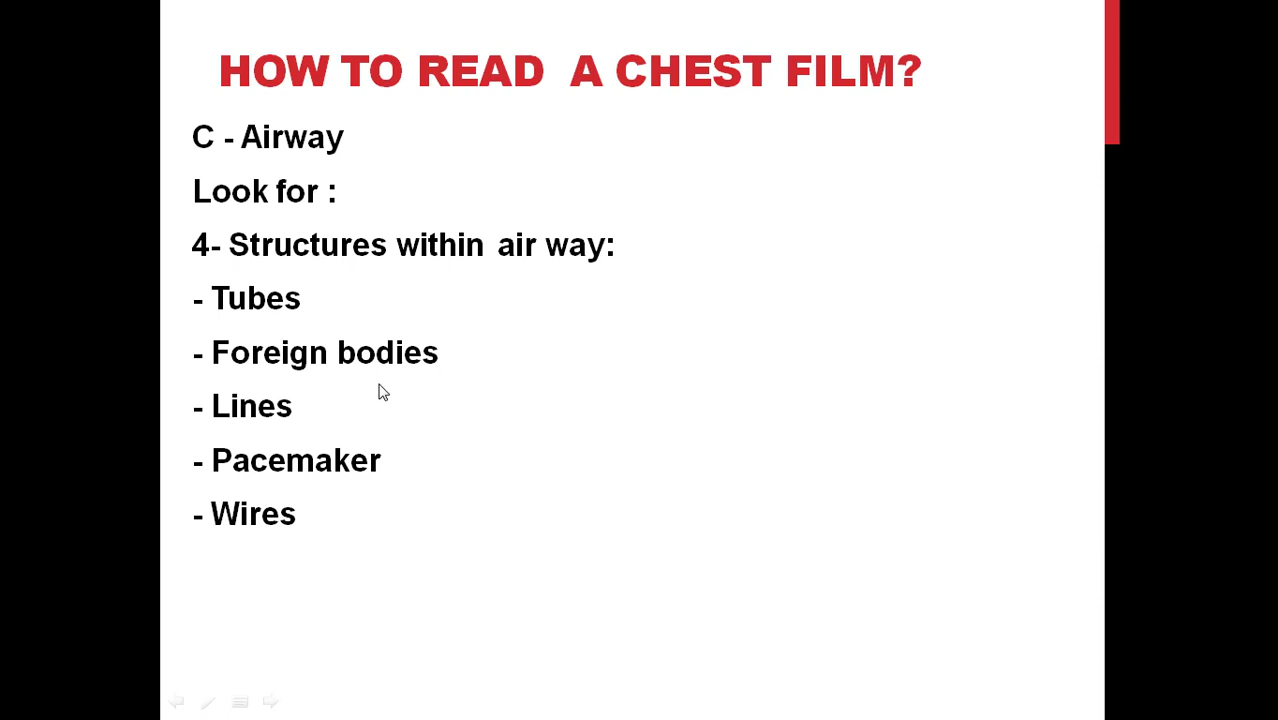 HOW TO READ A CHEST FILM?
C - Airway
Look for :
4- Structures within air way:
- Tubes
- Foreign bodies
- Lines
- Pacemaker
- Wires